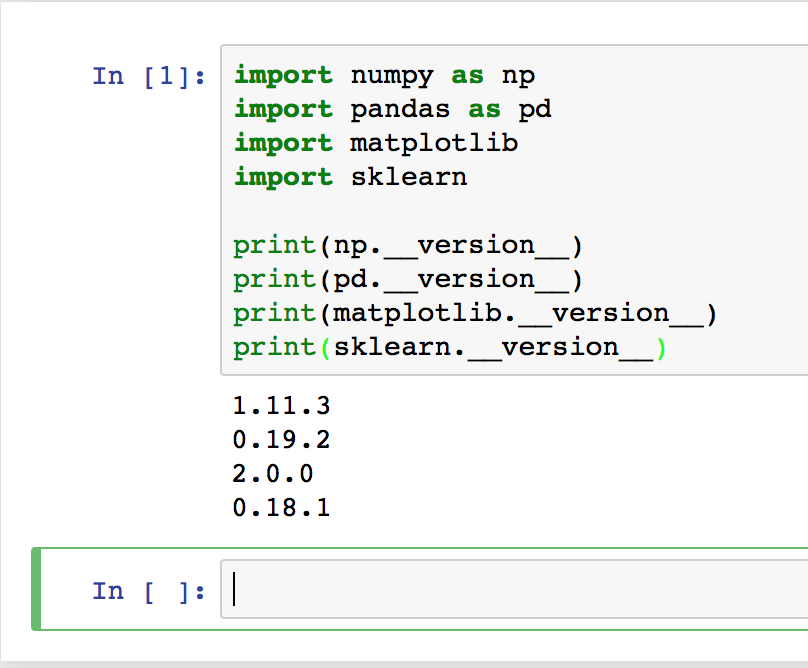 In [1]:
import numpy as np
import pandas as pd
import matplotlib
import sklearn
print(np.__version__)
print(pd.__version__)
print(matplotlib.__version__)
print(sklearn.__version__)
1.11.3
0.19.2
2.0.0
0.18.1
In [ ]: